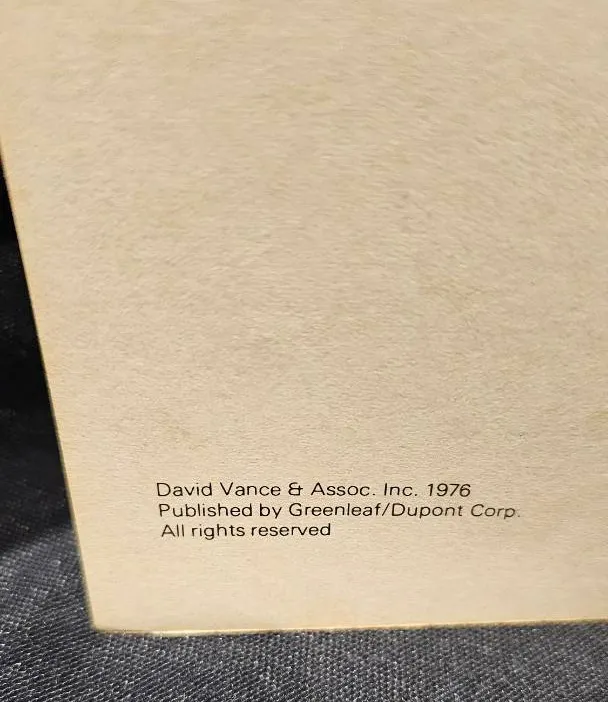 David Vance & Assoc. Inc. 1976
Published by Greenleaf/Dupont Corp.
All rights reserved